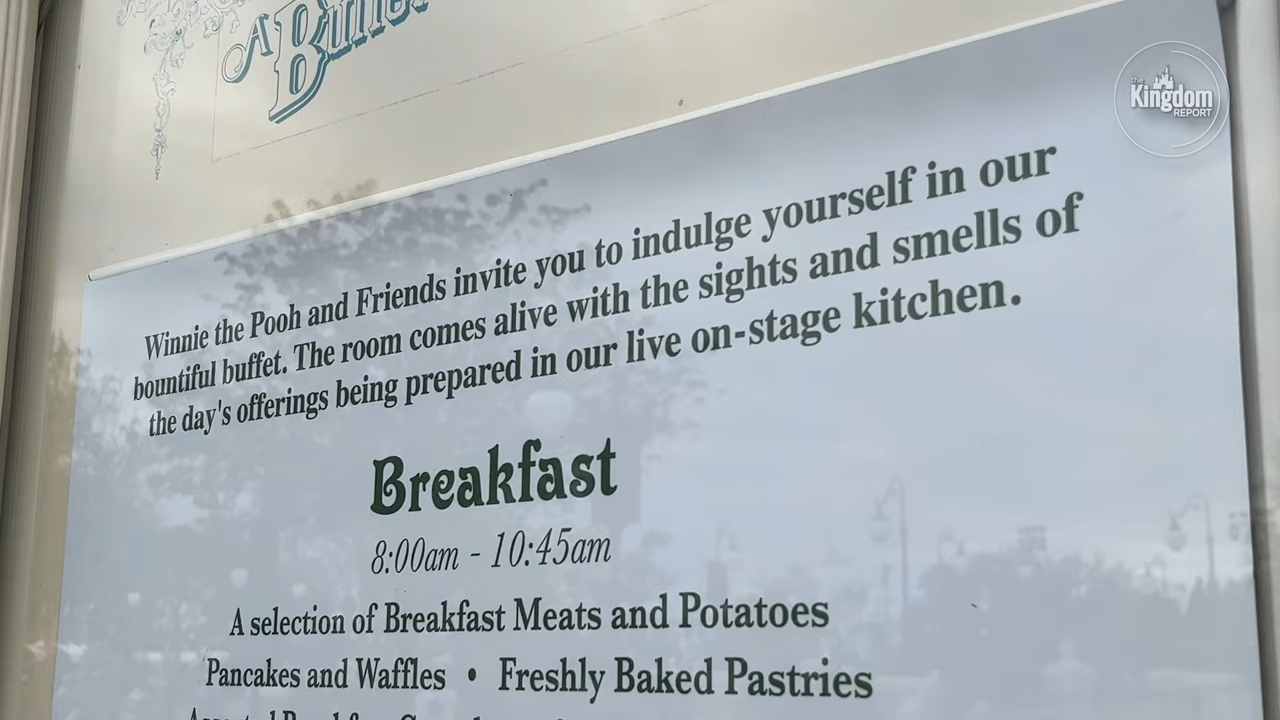 A Buffet
the
Kingdom
REPORT
Winnie the Pooh and Friends invite you to indulge yourself in our
bountiful buffet. The room comes alive with the sights and smells of
the day's offerings being prepared in our live on-stage kitchen.
Breakfast
8:00am - 10:45am
A selection of Breakfast Meats and Potatoes
Pancakes and Waffles • Freshly Baked Pastries